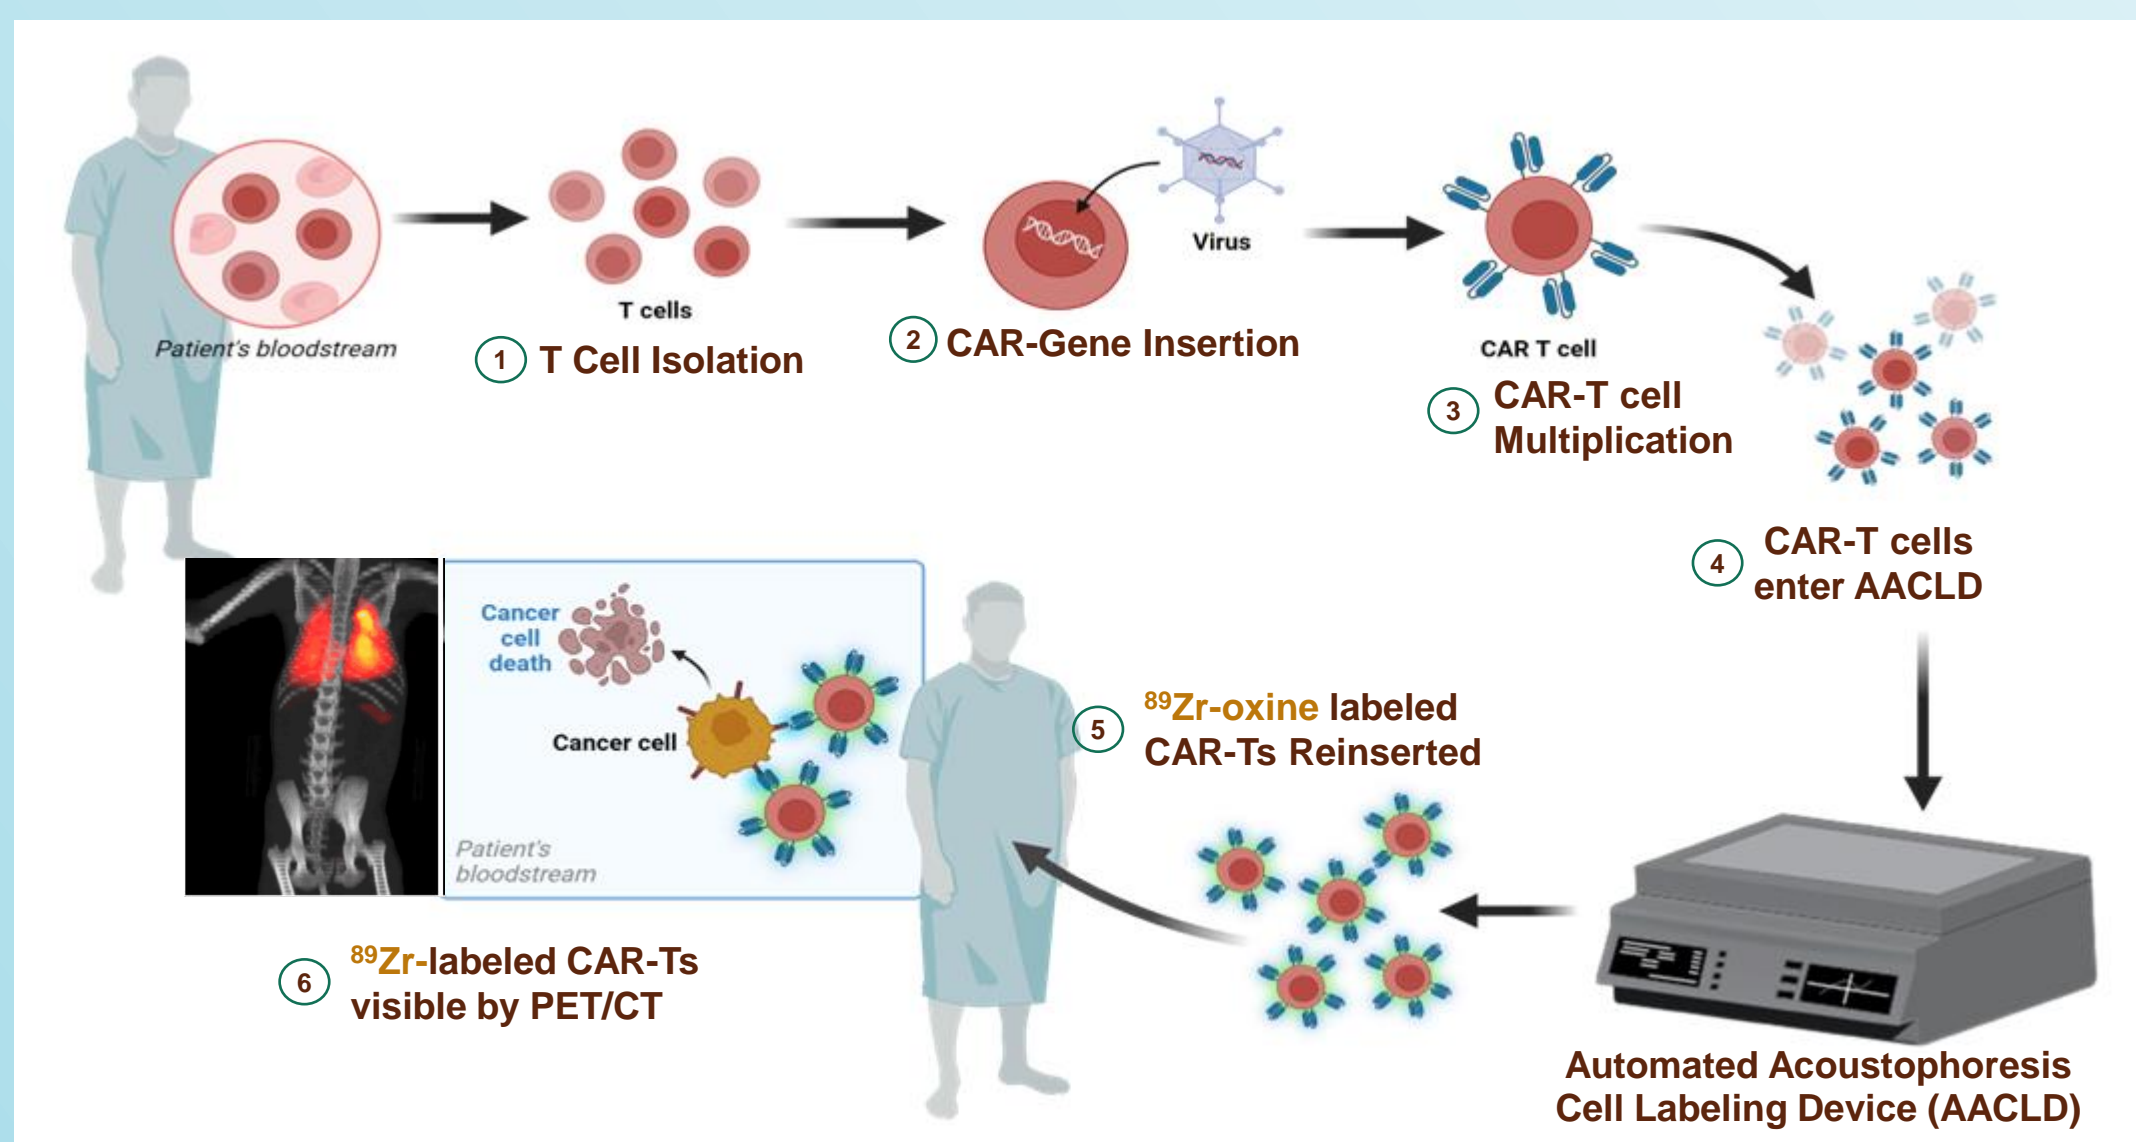 Patient's bloodstream
T cells
1 T Cell Isolation
Virus
2 CAR-Gene Insertion
CAR T cell
3 CAR-T cell
Multiplication
4 CAR-T cells
enter AACLD
Automated Acoustophoresis
Cell Labeling Device (AACLD)
5 ⁸⁹Zr-oxine labeled
CAR-Ts Reinserted
Cancer
cell
death
Cancer cell
Patient's
bloodstream
6 ⁸⁹Zr-labeled CAR-Ts
visible by PET/CT